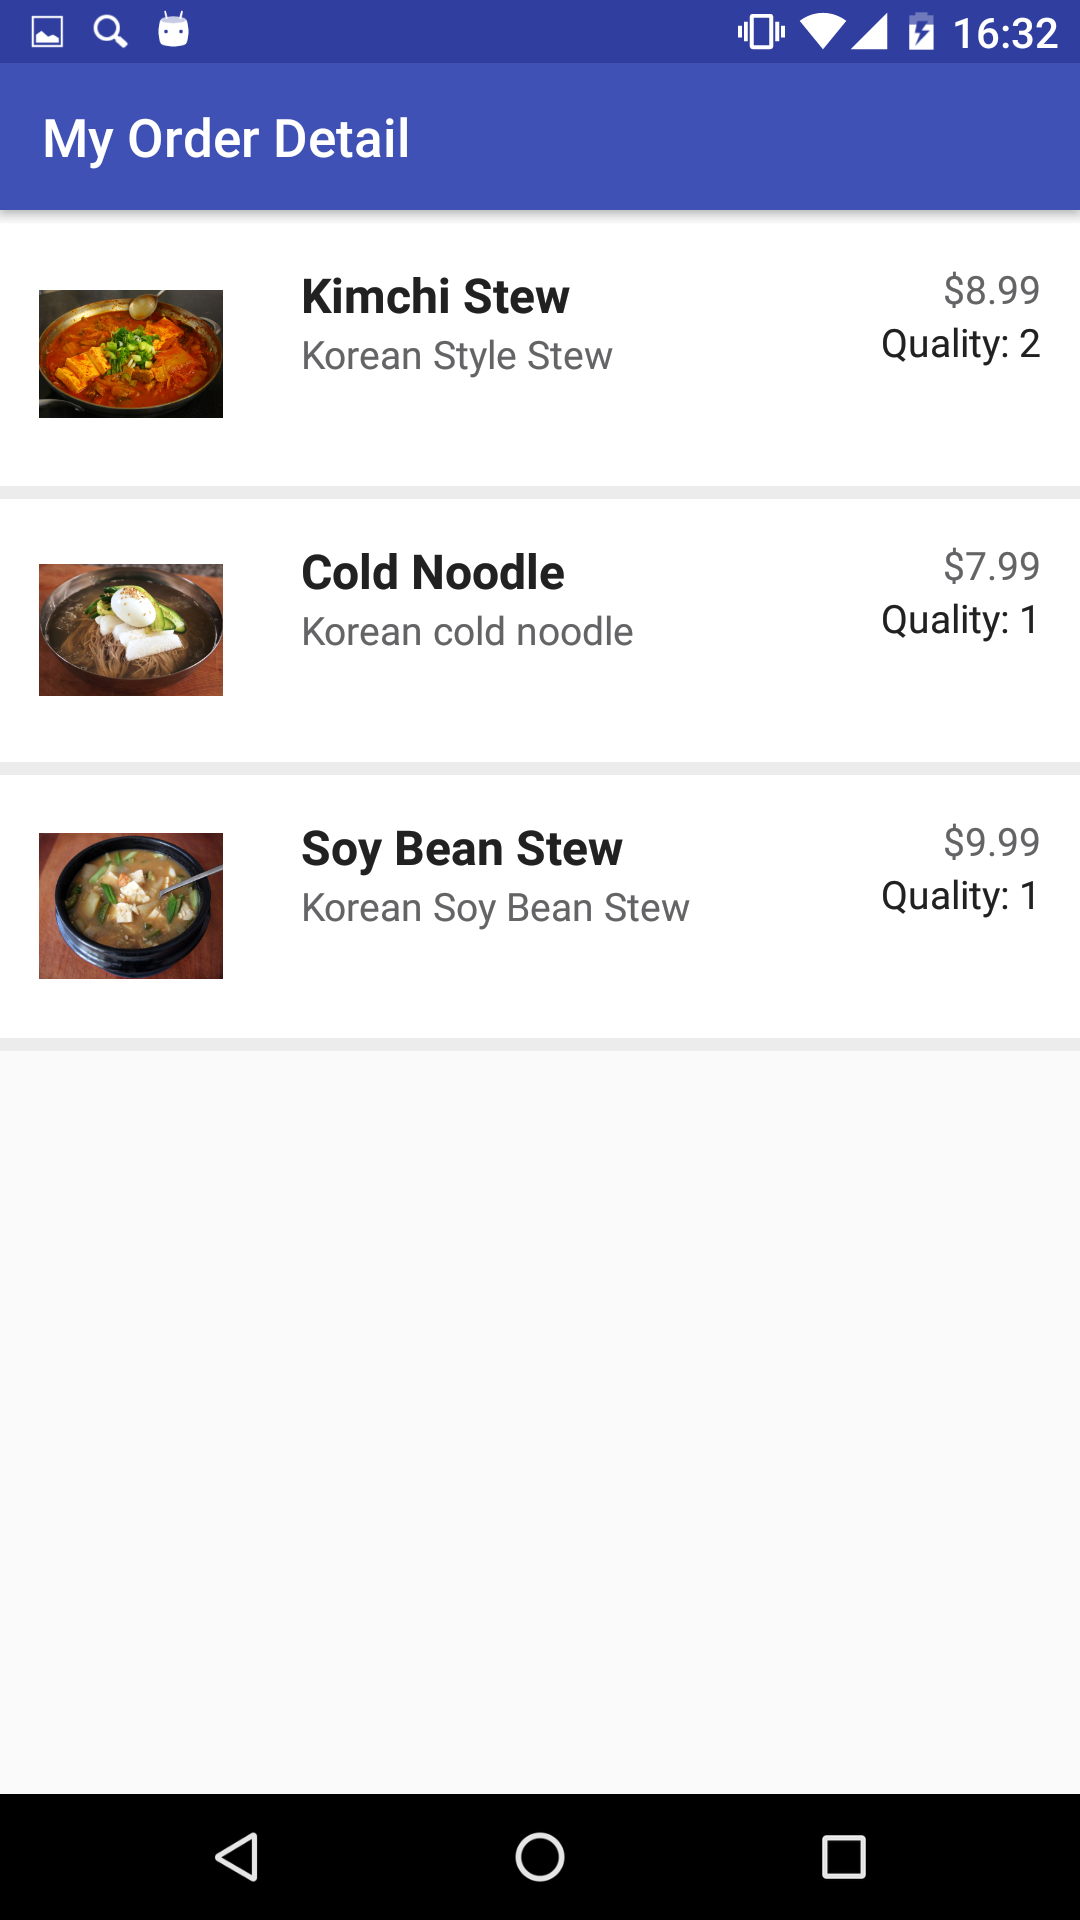 16:32
My Order Detail
Kimchi Stew
$8.99
Korean Style Stew
Quality: 2
Cold Noodle
$7.99
Korean cold noodle
Quality: 1
Soy Bean Stew
$9.99
Korean Soy Bean Stew
Quality: 1